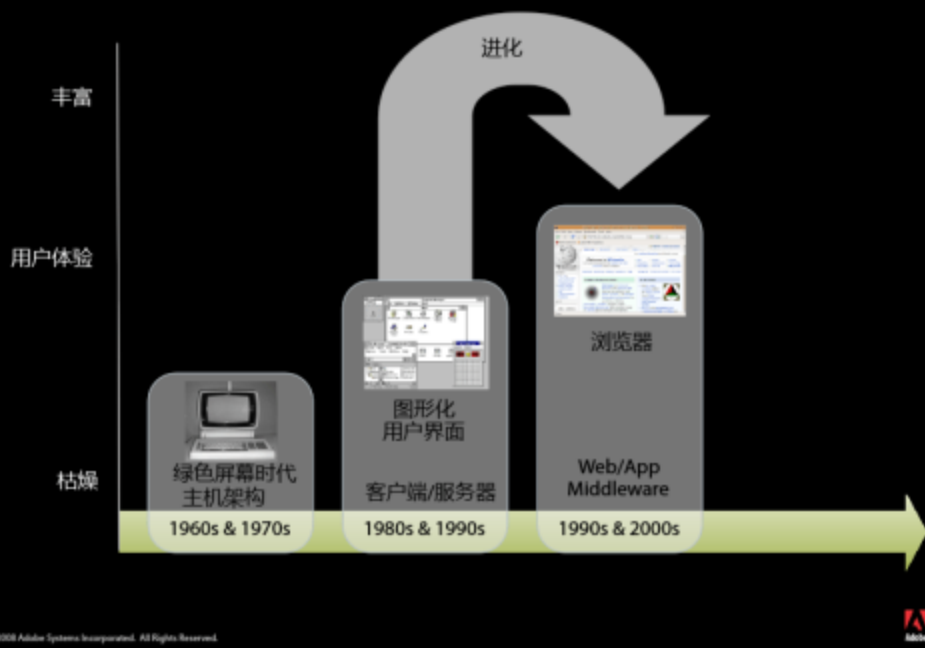 进化
丰富
用户体验
枯燥
浏览器
图形化
用户界面
绿色屏幕时代
主机架构
客户端/服务器
Web/App
Middleware
1960s & 1970s
1980s & 1990s
1990s & 2000s
2008 Adobe Systems Incorporated. All Rights Reserved.
Adobe